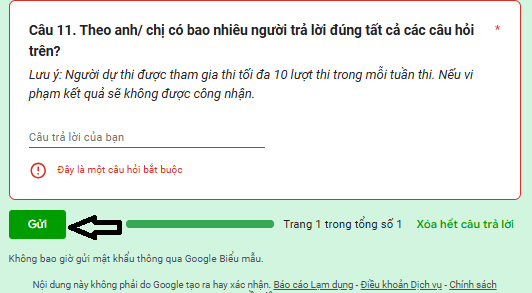 Câu 11. Theo anh/ chị có bao nhiêu người trả lời đúng tất cả các câu hỏi *
trên?
Lưu ý: Người dự thi được tham gia thi tối đa 10 lượt thi trong mỗi tuần thi. Nếu vi
phạm kết quả sẽ không được công nhận.
Câu trả lời của bạn
Đây là một câu hỏi bắt buộc
Gửi Trang 1 trong tổng số 1 Xóa hết câu trả lời
Không bao giờ gửi mật khẩu thông qua Google Biểu mẫu.
Nội dung này không phải do Google tạo ra hay xác nhận. Báo cáo Lạm dụng - Điều khoản Dịch vụ - Chính sách